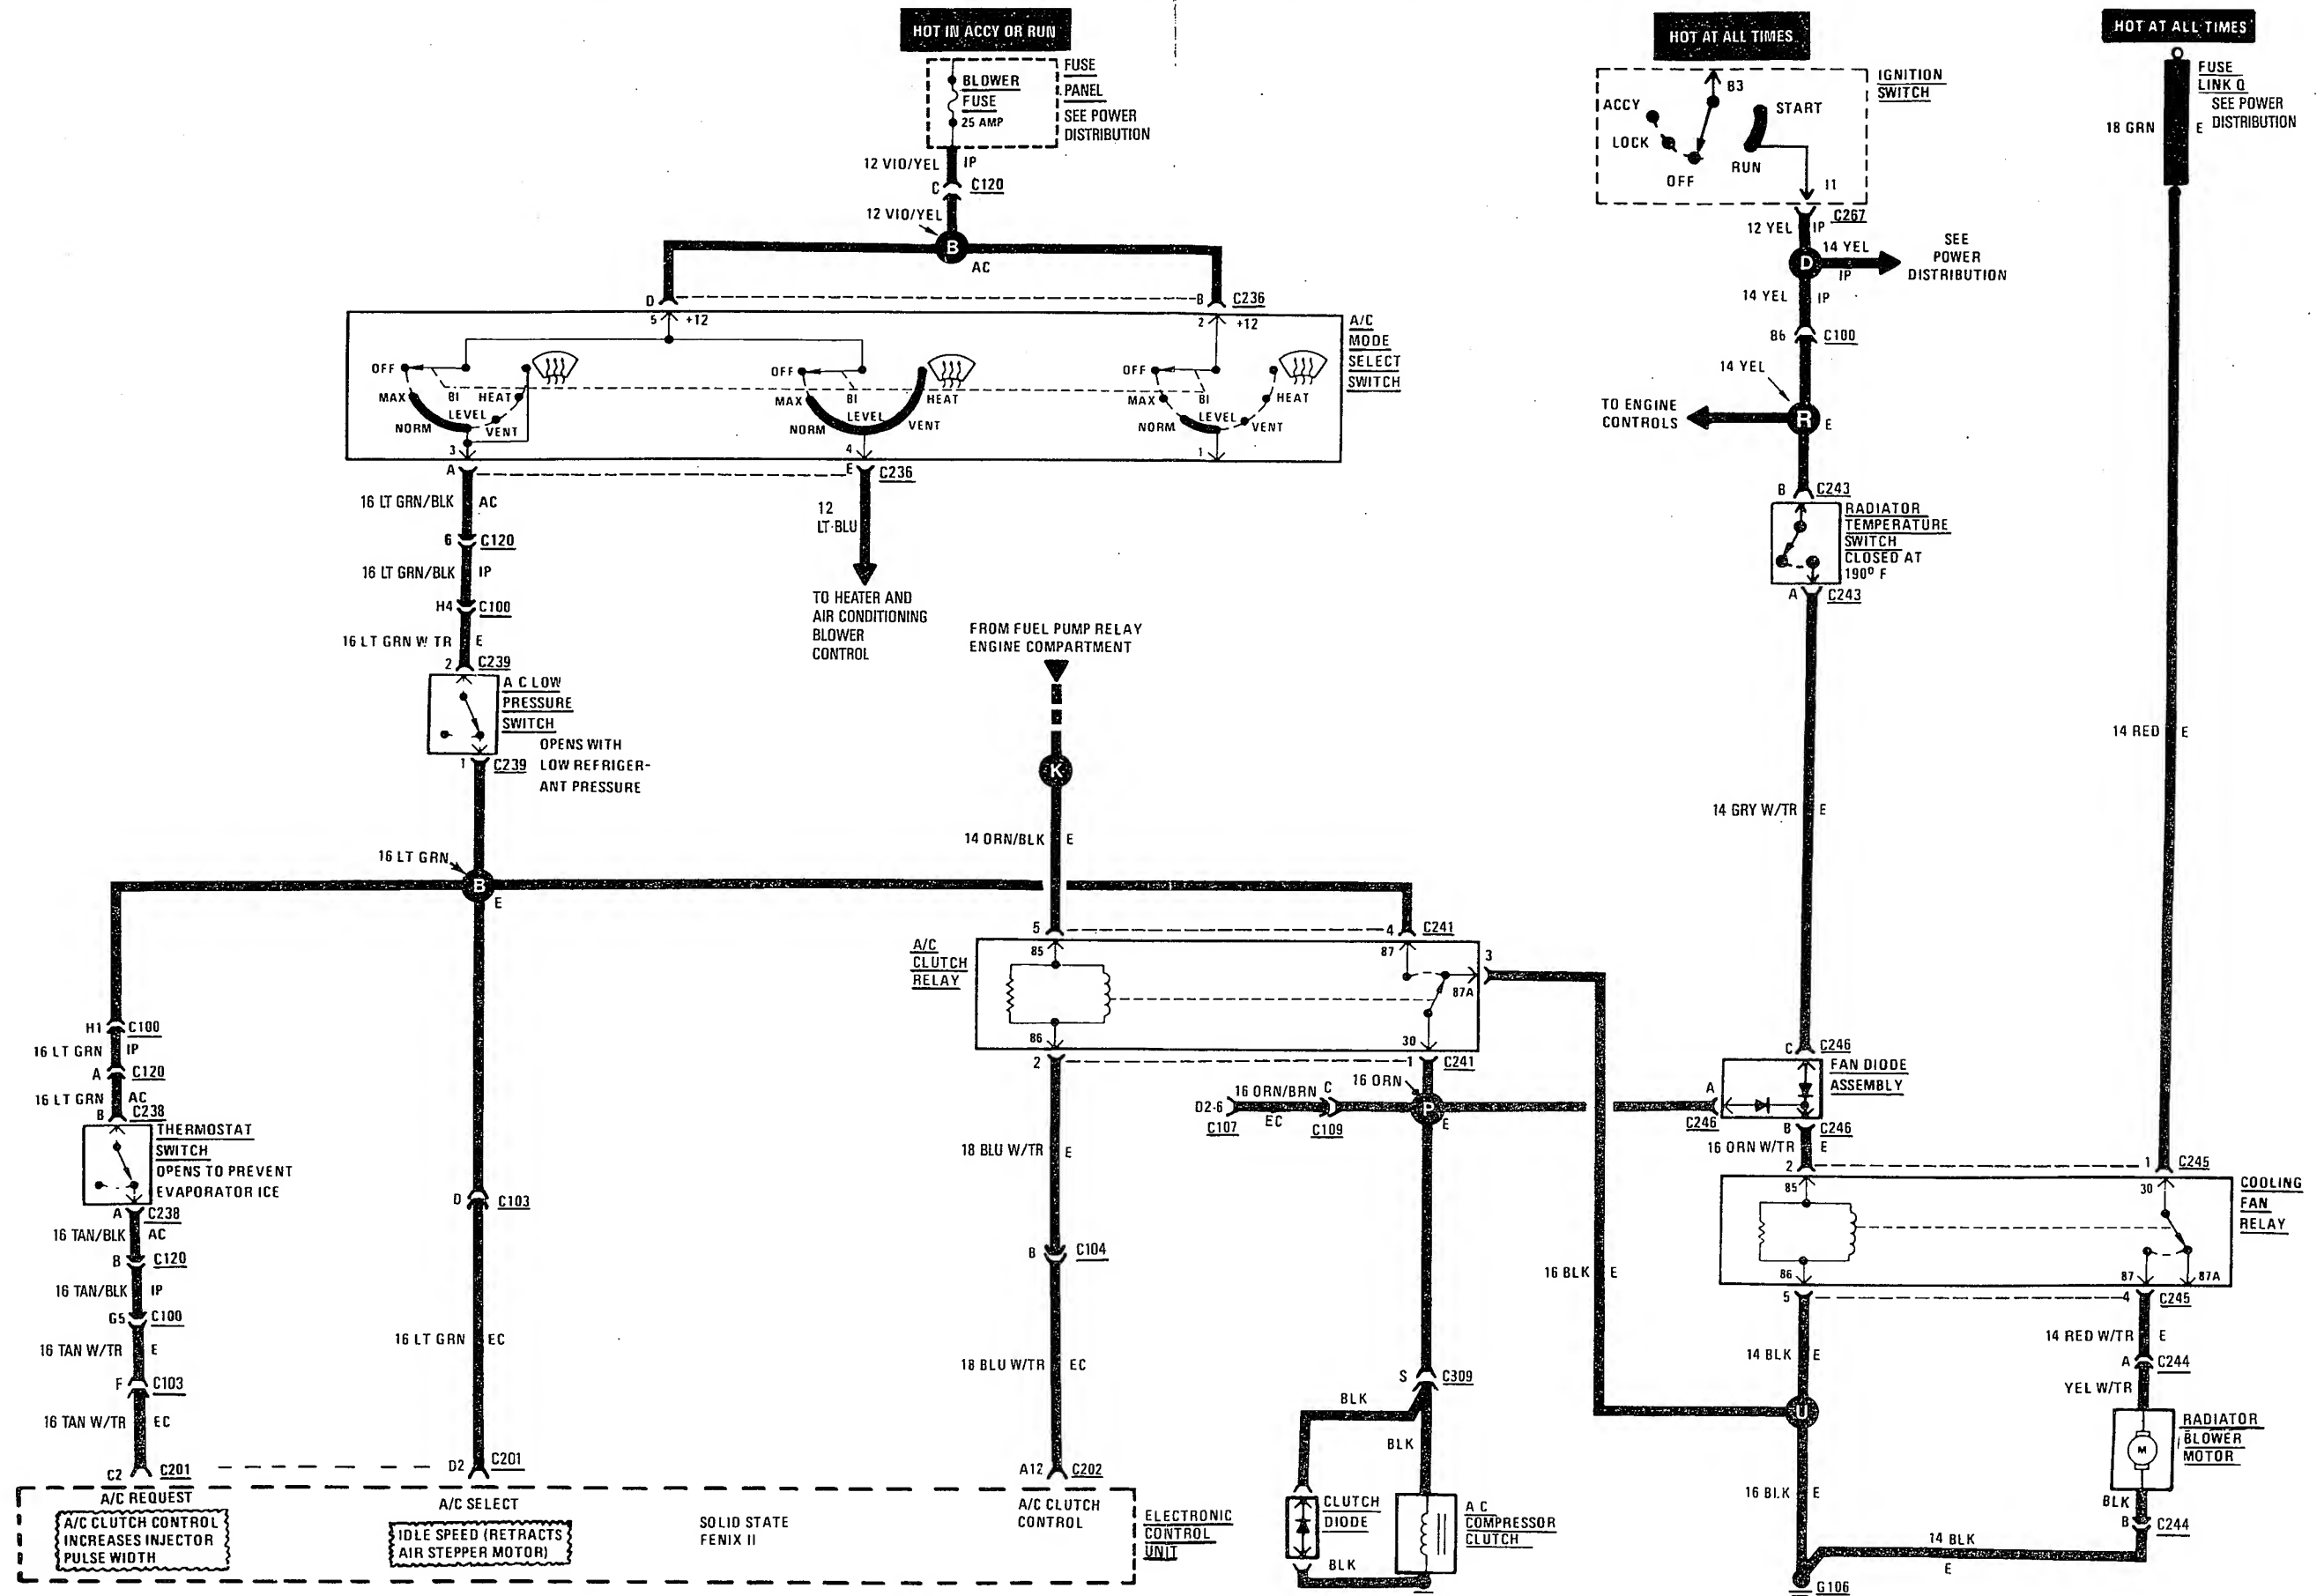 HOT IN ACCY OR RUN
BLOWER
FUSE
25 AMP
FUSE
PANEL
SEE POWER
DISTRIBUTION
12 VIO/YEL
IP
C
C120
12 VIO/YEL
B
AC
D
B
C236
5
+12
2
+12
A/C
MODE
SELECT
SWITCH
OFF
MAX
NORM
BI
LEVEL
HEAT
VENT
3
OFF
MAX
NORM
BI
LEVEL
HEAT
VENT
4
OFF
MAX
NORM
BI
LEVEL
HEAT
VENT
1
A
E
C236
16 LT GRN/BLK
AC
6
C120
16 LT GRN/BLK
IP
H4
C100
16 LT GRN W/TR
E
2
C239
A C LOW
PRESSURE
SWITCH
OPENS WITH
LOW REFRIGER-
ANT PRESSURE
1
C239
12
LT-BLU
TO HEATER AND
AIR CONDITIONING
BLOWER
CONTROL
FROM FUEL PUMP RELAY
ENGINE COMPARTMENT
K
14 ORN/BLK
E
16 LT GRN
B
E
HOT AT ALL TIMES
IGNITION
SWITCH
B3
ACCY
LOCK
OFF
RUN
START
I1
C267
12 YEL
IP
D
14 YEL
IP
SEE
POWER
DISTRIBUTION
14 YEL
IP
B6
C100
14 YEL
TO ENGINE
CONTROLS
R
E
B
C243
RADIATOR
TEMPERATURE
SWITCH
CLOSED AT
190° F
A
C243
14 GRY W/TR
E
HOT AT ALL TIMES
FUSE
LINK Q
SEE POWER
DISTRIBUTION
18 GRN
E
14 RED
E
5
4
C241
A/C
CLUTCH
RELAY
85
87
3
87A
86
30
2
1
C241
16 ORN
16 ORN/BRN
C
D2-6
EC
C107
C109
P
E
A
C246
C
C246
FAN DIODE
ASSEMBLY
B
C246
16 ORN W/TR
E
2
1
C245
COOLING
FAN
RELAY
85
30
86
87
87A
5
4
C245
14 BLK
E
14 RED W/TR
E
A
C244
YEL W/TR
RADIATOR
BLOWER
MOTOR
M
BLK
B
C244
14 BLK
E
16 BLK
E
U
16 BLK
E
G106
H1
C100
16 LT GRN
IP
A
C120
16 LT GRN
AC
B
C238
THERMOSTAT
SWITCH
OPENS TO PREVENT
EVAPORATOR ICE
A
C238
16 TAN/BLK
AC
B
C120
16 TAN/BLK
IP
G5
C100
16 TAN W/TR
E
F
C103
16 TAN W/TR
EC
C2
C201
D
C103
16 LT GRN
EC
D2
C201
18 BLU W/TR
E
B
C104
18 BLU W/TR
EC
A12
C202
S
C309
BLK
BLK
CLUTCH
DIODE
BLK
A C
COMPRESSOR
CLUTCH
A/C REQUEST
A/C CLUTCH CONTROL
INCREASES INJECTOR
PULSE WIDTH
A/C SELECT
IDLE SPEED (RETRACTS
AIR STEPPER MOTOR)
SOLID STATE
FENIX II
A/C CLUTCH
CONTROL
ELECTRONIC
CONTROL
UNIT